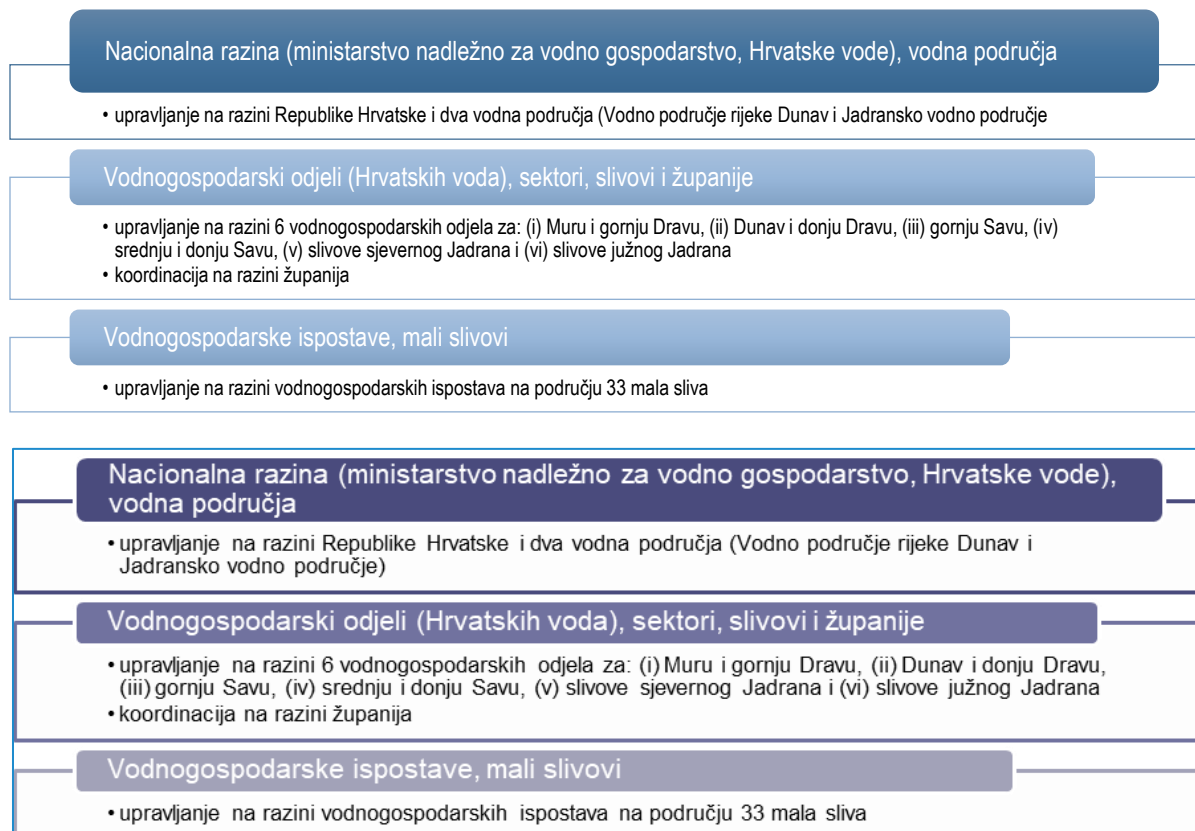 Nacionalna razina (ministarstvo nadležno za vodno gospodarstvo, Hrvatske vode), vodna područja
• upravljanje na razini Republike Hrvatske i dva vodna područja (Vodno područje rijeke Dunav i Jadransko vodno područje
Vodnogospodarski odjeli (Hrvatskih voda), sektori, slivovi i županije
• upravljanje na razini 6 vodnogospodarskih odjela za: (i) Muru i gornju Dravu, (ii) Dunav i donju Dravu, (iii) gornju Savu, (iv)
srednju i donju Savu, (v) slivove sjevernog Jadrana i (vi) slivove južnog Jadrana
• koordinacija na razini županija
Vodnogospodarske ispostave, mali slivovi
• upravljanje na razini vodnogospodarskih ispostava na području 33 mala sliva
Nacionalna razina (ministarstvo nadležno za vodno gospodarstvo, Hrvatske vode),
vodna područja
• upravljanje na razini Republike Hrvatske i dva vodna područja (Vodno područje rijeke Dunav i
Jadransko vodno područje)
Vodnogospodarski odjeli (Hrvatskih voda), sektori, slivovi i županije
• upravljanje na razini 6 vodnogospodarskih odjela za: (i) Muru i gornju Dravu, (ii) Dunav i donju Dravu,
(iii) gornju Savu, (iv) srednju i donju Savu, (v) slivove sjevernog Jadrana i (vi) slivove južnog Jadrana
• koordinacija na razini županija
Vodnogospodarske ispostave, mali slivovi
• upravljanje na razini vodnogospodarskih ispostava na području 33 mala sliva